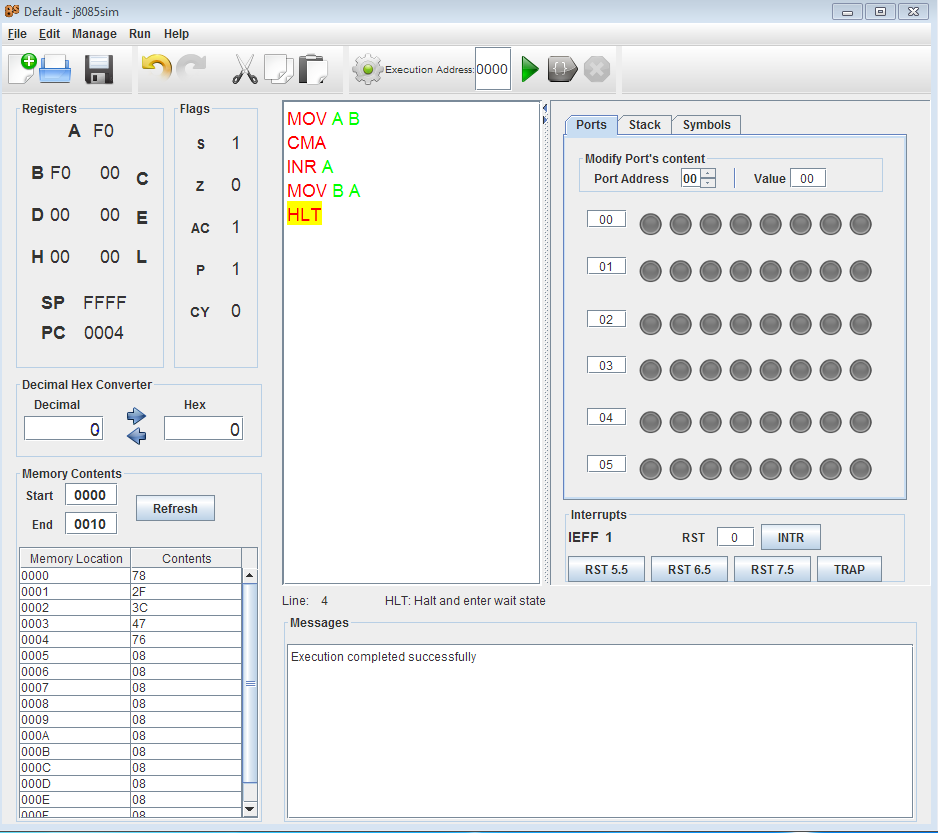 Default - j8085sim
File Edit Manage Run Help
Execution Address: 0000
Registers
A F0
B F0 00 C
D 00 00 E
H 00 00 L
SP FFFF
PC 0004
Flags
S 1
Z 0
AC 1
P 1
CY 0
Decimal Hex Converter
Decimal Hex
0 0
Memory Contents
Start 0000
End 0010
Refresh
Memory Location Contents
0000 78
0001 2F
0002 3C
0003 47
0004 76
0005 08
0006 08
0007 08
0008 08
0009 08
000A 08
000B 08
000C 08
000D 08
000E 08
000F 08
MOV A B
CMA
INR A
MOV B A
HLT
Line: 4 HLT: Halt and enter wait state
Ports Stack Symbols
Modify Port's content
Port Address 00 Value 00
00
01
02
03
04
05
Interrupts
IEFF 1 RST 0 INTR
RST 5.5 RST 6.5 RST 7.5 TRAP
Messages
Execution completed successfully